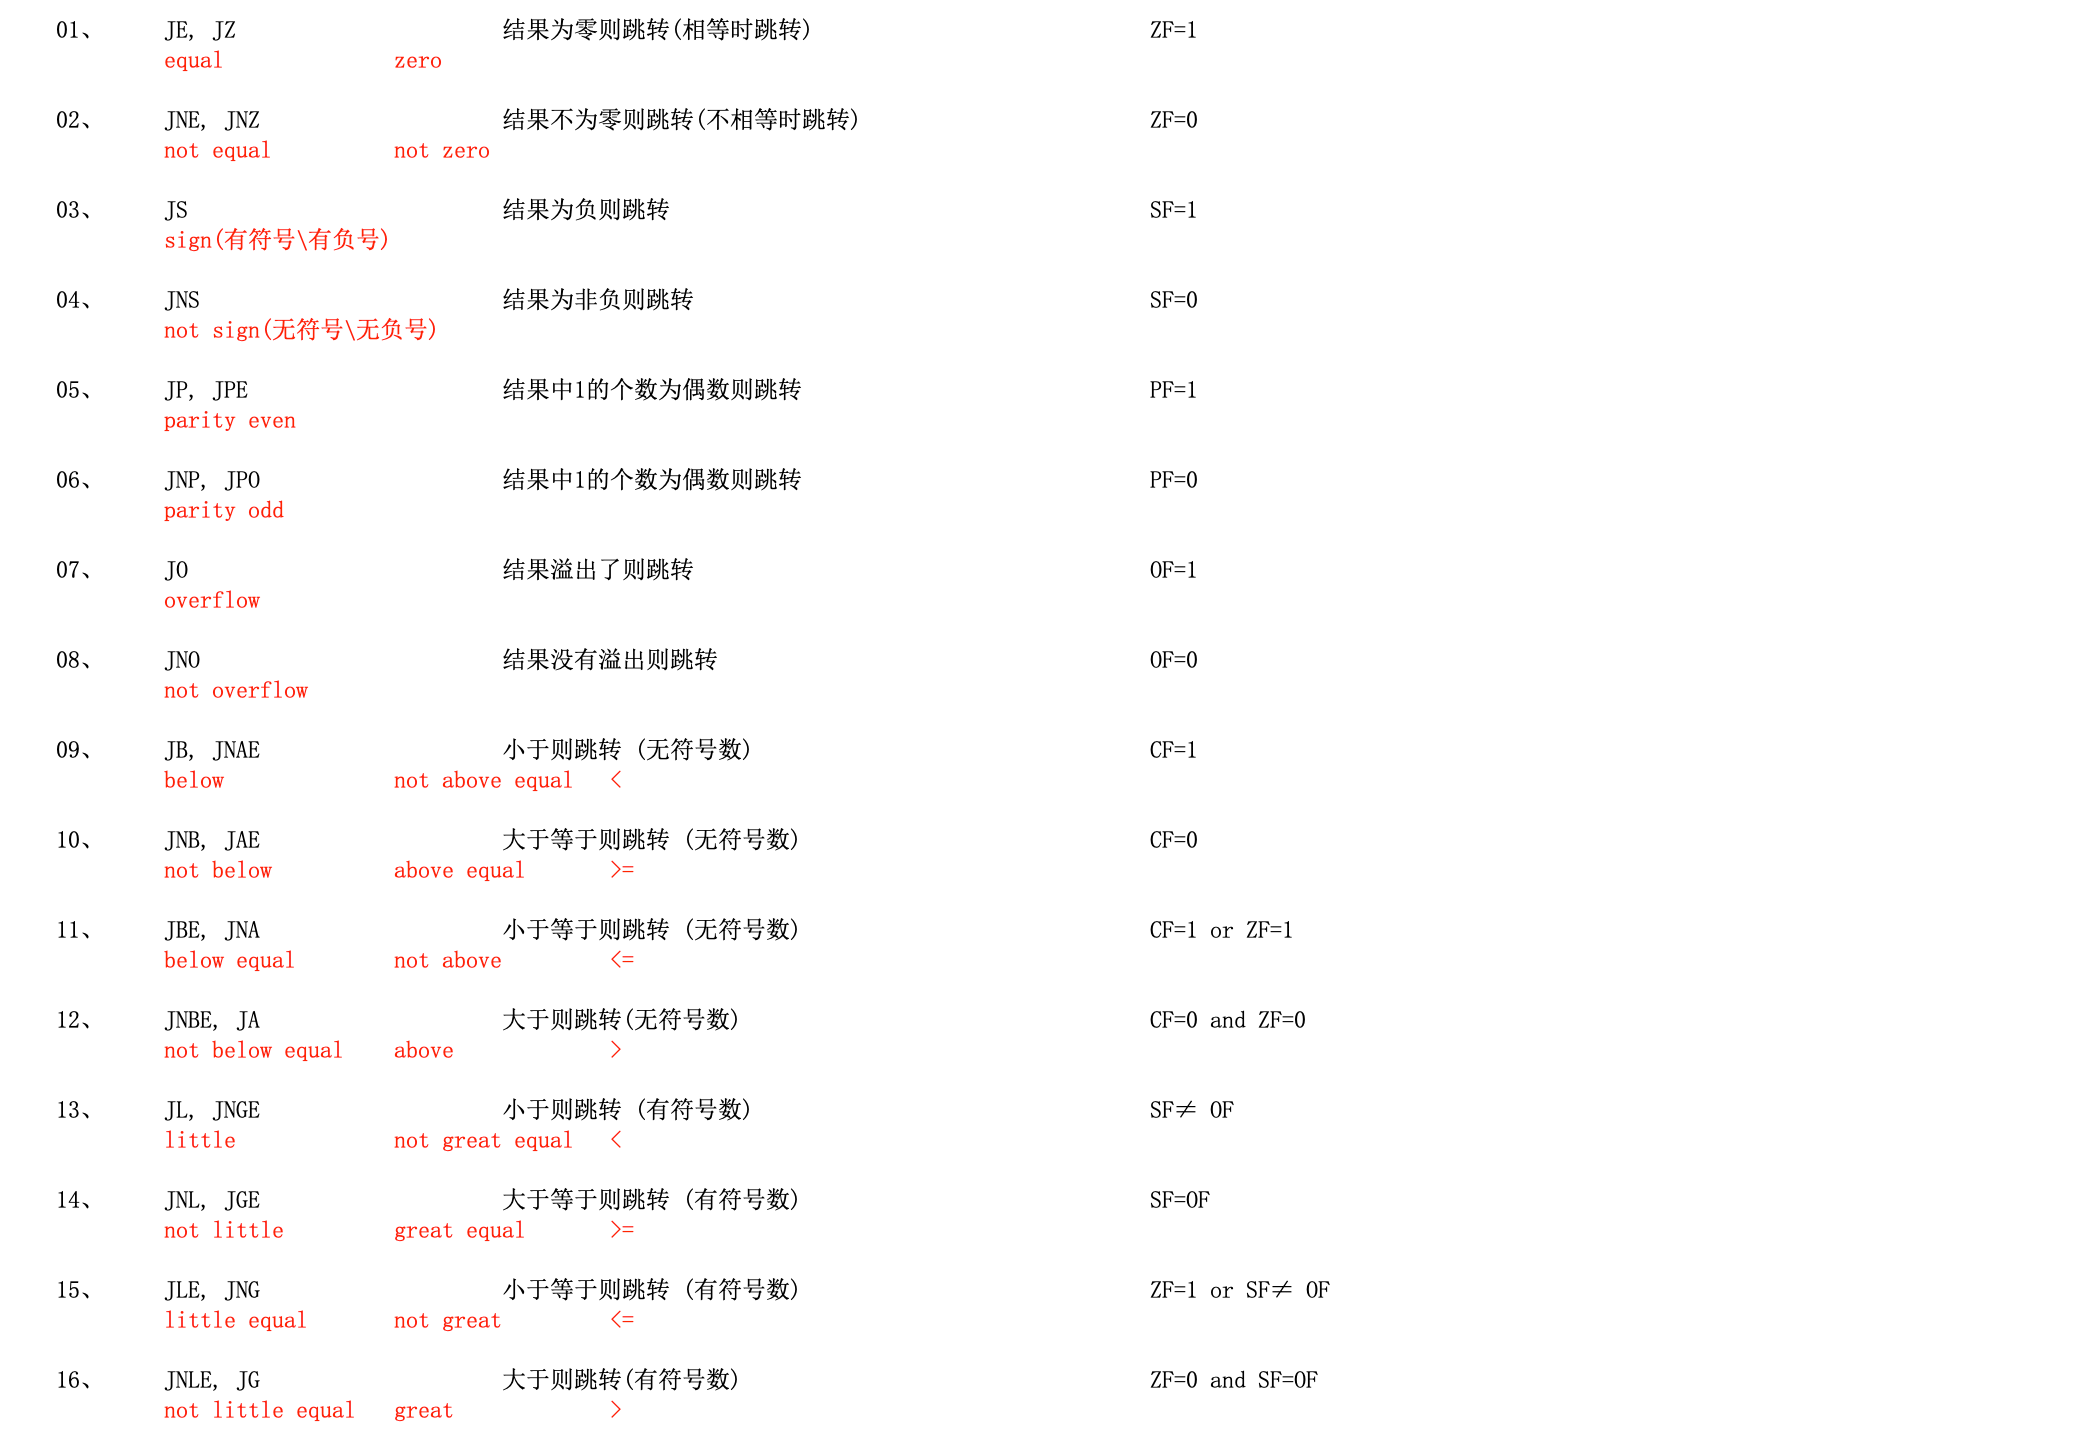 01、 JE, JZ 结果为零则跳转(相等时跳转) ZF=1
equal zero
02、 JNE, JNZ 结果不为零则跳转(不相等时跳转) ZF=0
not equal not zero
03、 JS 结果为负则跳转 SF=1
sign(有符号\有负号)
04、 JNS 结果为非负则跳转 SF=0
not sign(无符号\无负号)
05、 JP, JPE 结果中1的个数为偶数则跳转 PF=1
parity even
06、 JNP, JPO 结果中1的个数为偶数则跳转 PF=0
parity odd
07、 JO 结果溢出了则跳转 OF=1
overflow
08、 JNO 结果没有溢出则跳转 OF=0
not overflow
09、 JB, JNAE 小于则跳转 (无符号数) CF=1
below not above equal <
10、 JNB, JAE 大于等于则跳转 (无符号数) CF=0
not below above equal >=
11、 JBE, JNA 小于等于则跳转 (无符号数) CF=1 or ZF=1
below equal not above <=
12、 JNBE, JA 大于则跳转(无符号数) CF=0 and ZF=0
not below equal above >
13、 JL, JNGE 小于则跳转 (有符号数) SF≠ OF
little not great equal <
14、 JNL, JGE 大于等于则跳转 (有符号数) SF=OF
not little great equal >=
15、 JLE, JNG 小于等于则跳转 (有符号数) ZF=1 or SF≠ OF
little equal not great <=
16、 JNLE, JG 大于则跳转(有符号数) ZF=0 and SF=OF
not little equal great >